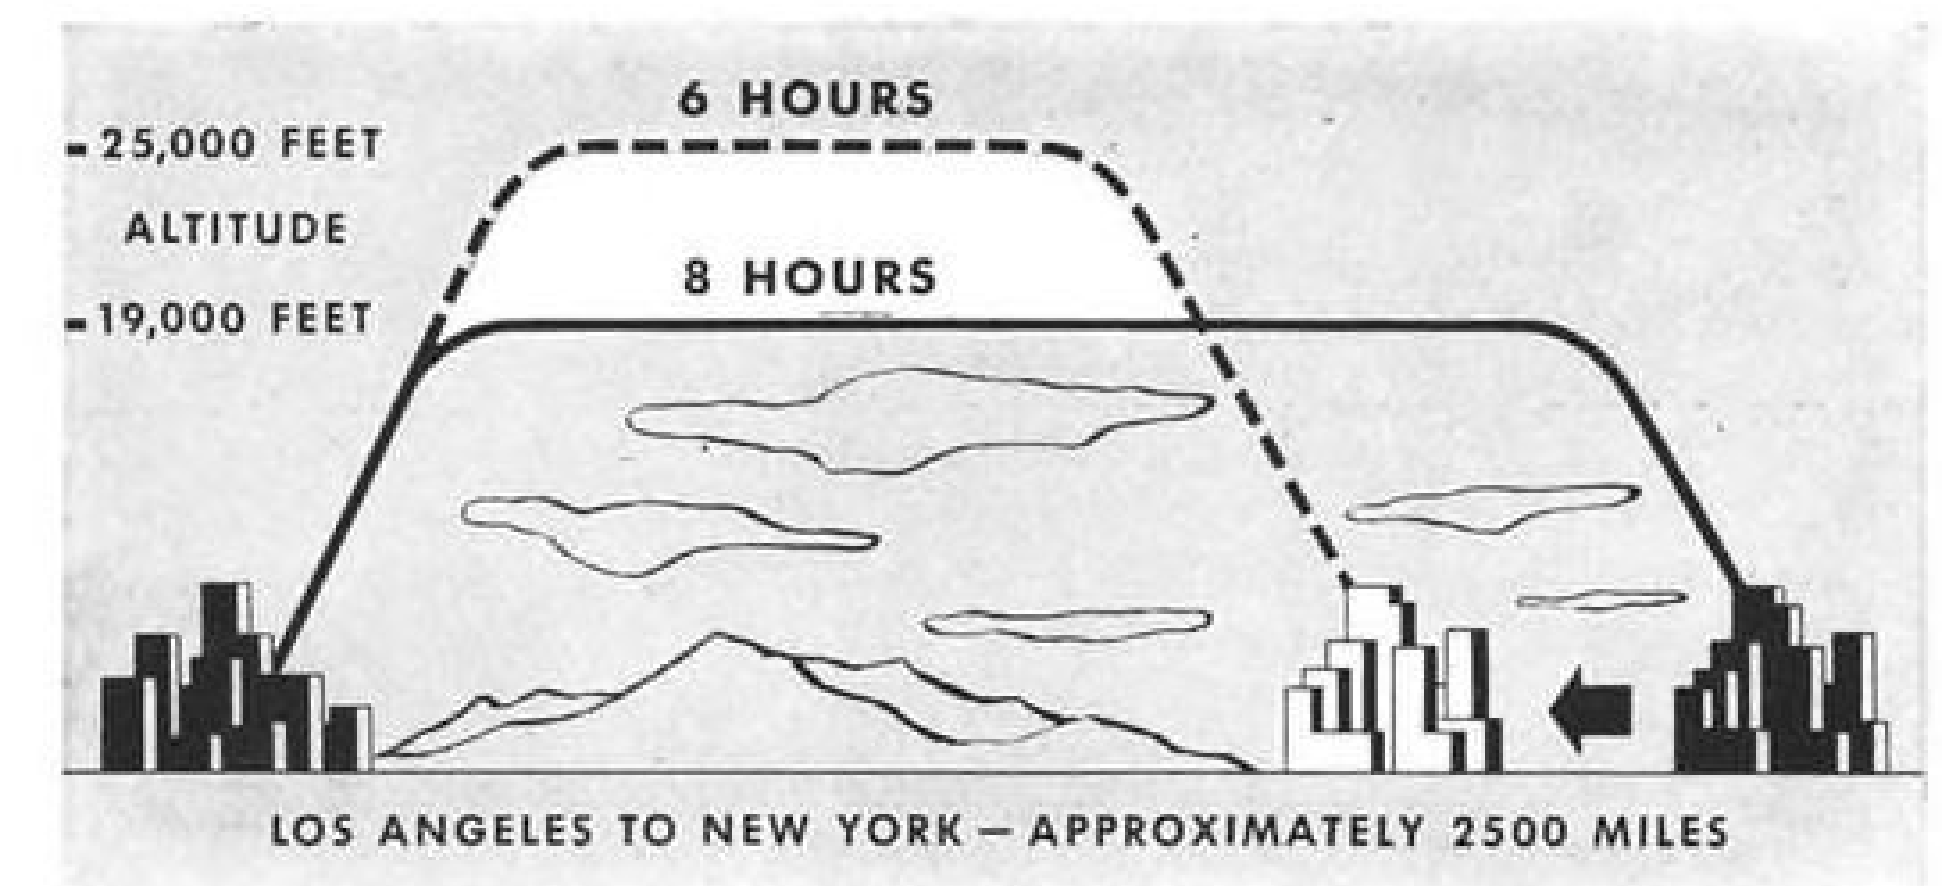 6 HOURS
25,000 FEET
ALTITUDE
8 HOURS
19,000 FEET
LOS ANGELES TO NEW YORK — APPROXIMATELY 2500 MILES